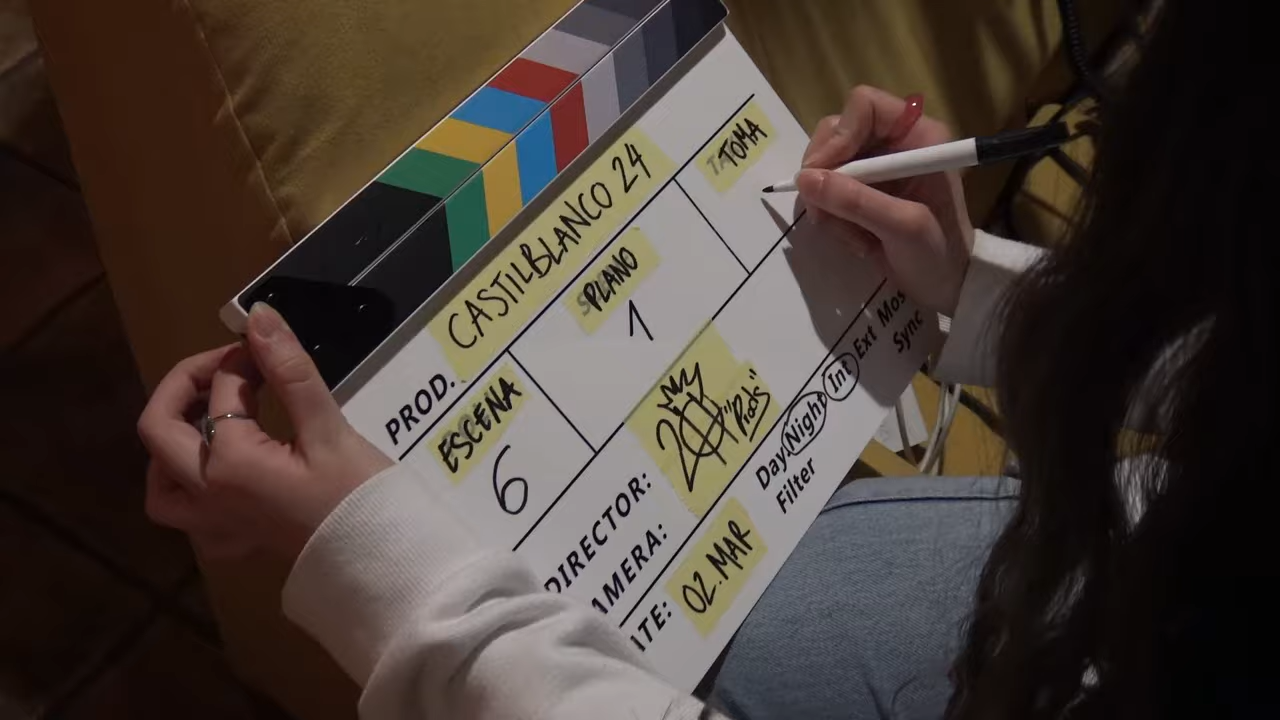 PROD. CASTILBLANCO 24
ESCENA
6
PLANO
1
TOMA
DIRECTOR:
"Prods"
AMERA:
ATE: 02.MAR
Day Night Int Ext Mos
Filter Sync